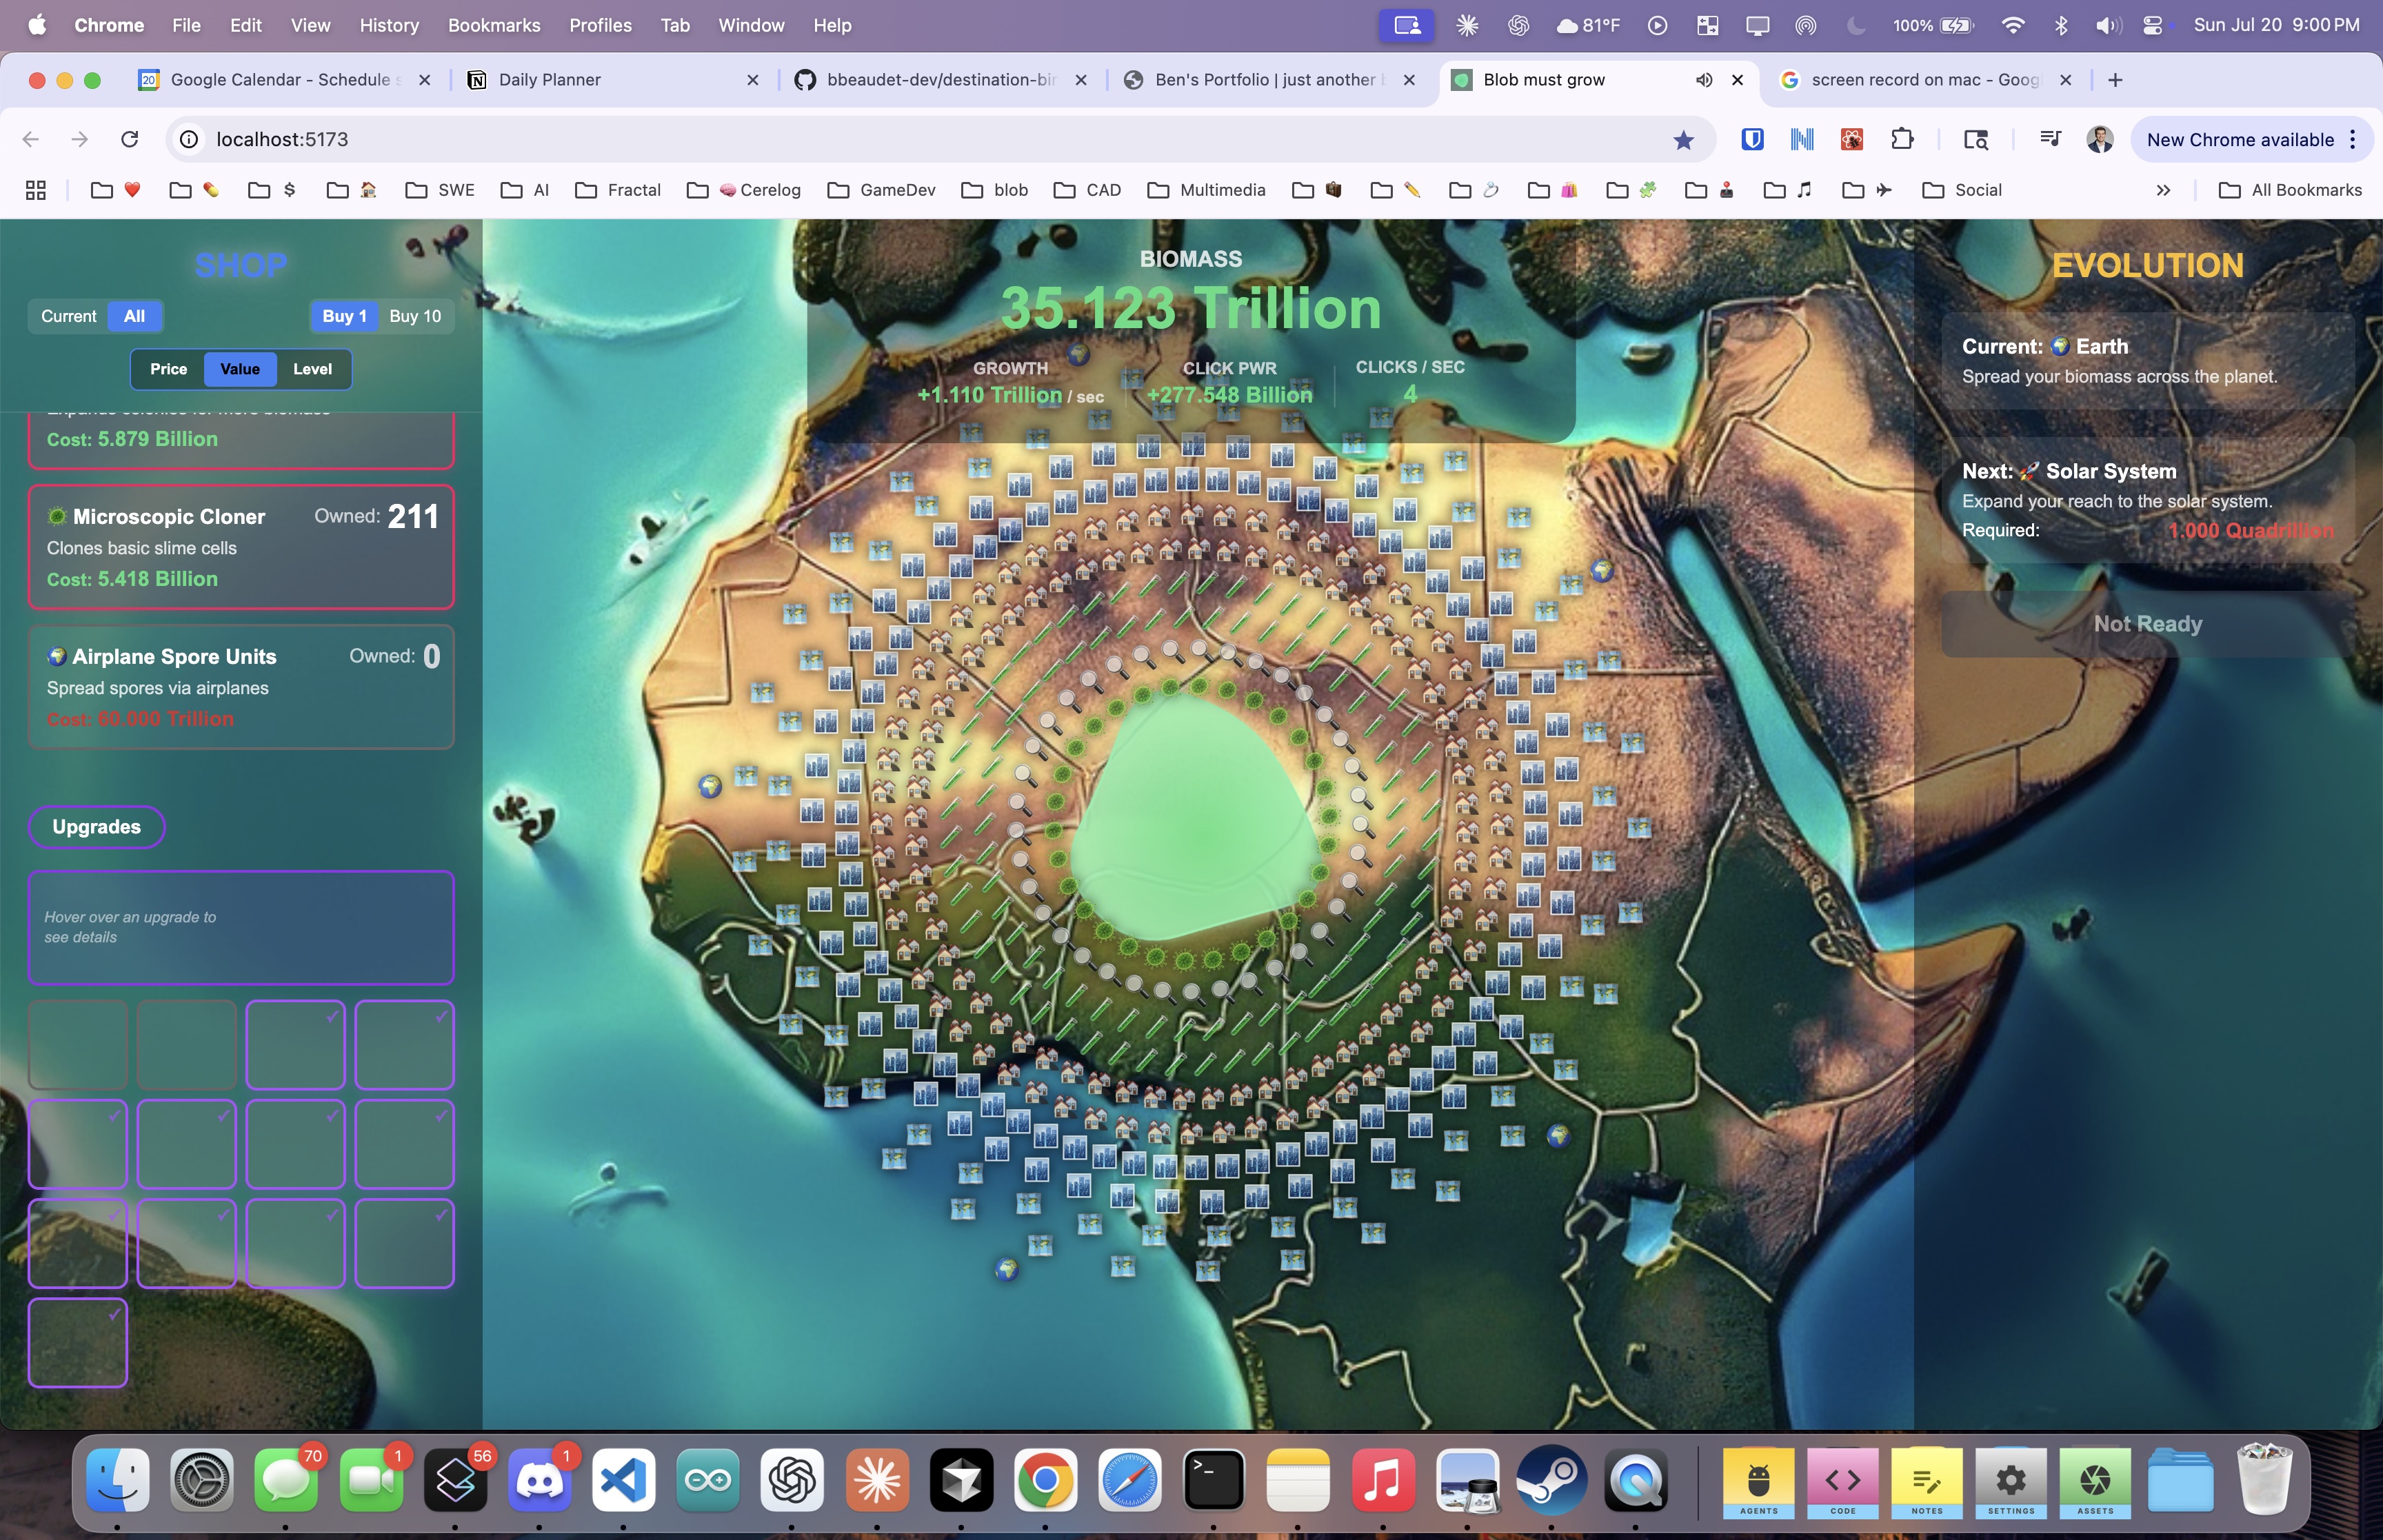 Chrome File Edit View History Bookmarks Profiles Tab Window Help 81°F 100% Sun Jul 20 9:00 PM
20 Google Calendar - Schedule s Daily Planner bbeaudet-dev/destination-bir Ben's Portfolio | just another Blob must grow screen record on mac - Goog
localhost:5173 New Chrome available
$ SWE AI Fractal Cerelog GameDev blob CAD Multimedia Social All Bookmarks
SHOP
Current All Buy 1 Buy 10
Price Value Level
Expands colonies for more biomass
Cost: 5.879 Billion
Microscopic Cloner Owned: 211
Clones basic slime cells
Cost: 5.418 Billion
Airplane Spore Units Owned: 0
Spread spores via airplanes
Cost: 60.000 Trillion
Upgrades
Hover over an upgrade to
see details
BIOMASS
35.123 Trillion
GROWTH CLICK PWR CLICKS / SEC
+1.110 Trillion / sec +277.548 Billion 4
EVOLUTION
Current: Earth
Spread your biomass across the planet.
Next: Solar System
Expand your reach to the solar system.
Required: 1.000 Quadrillion
Not Ready
70 1 56 1
AGENTS CODE NOTES SETTINGS ASSETS